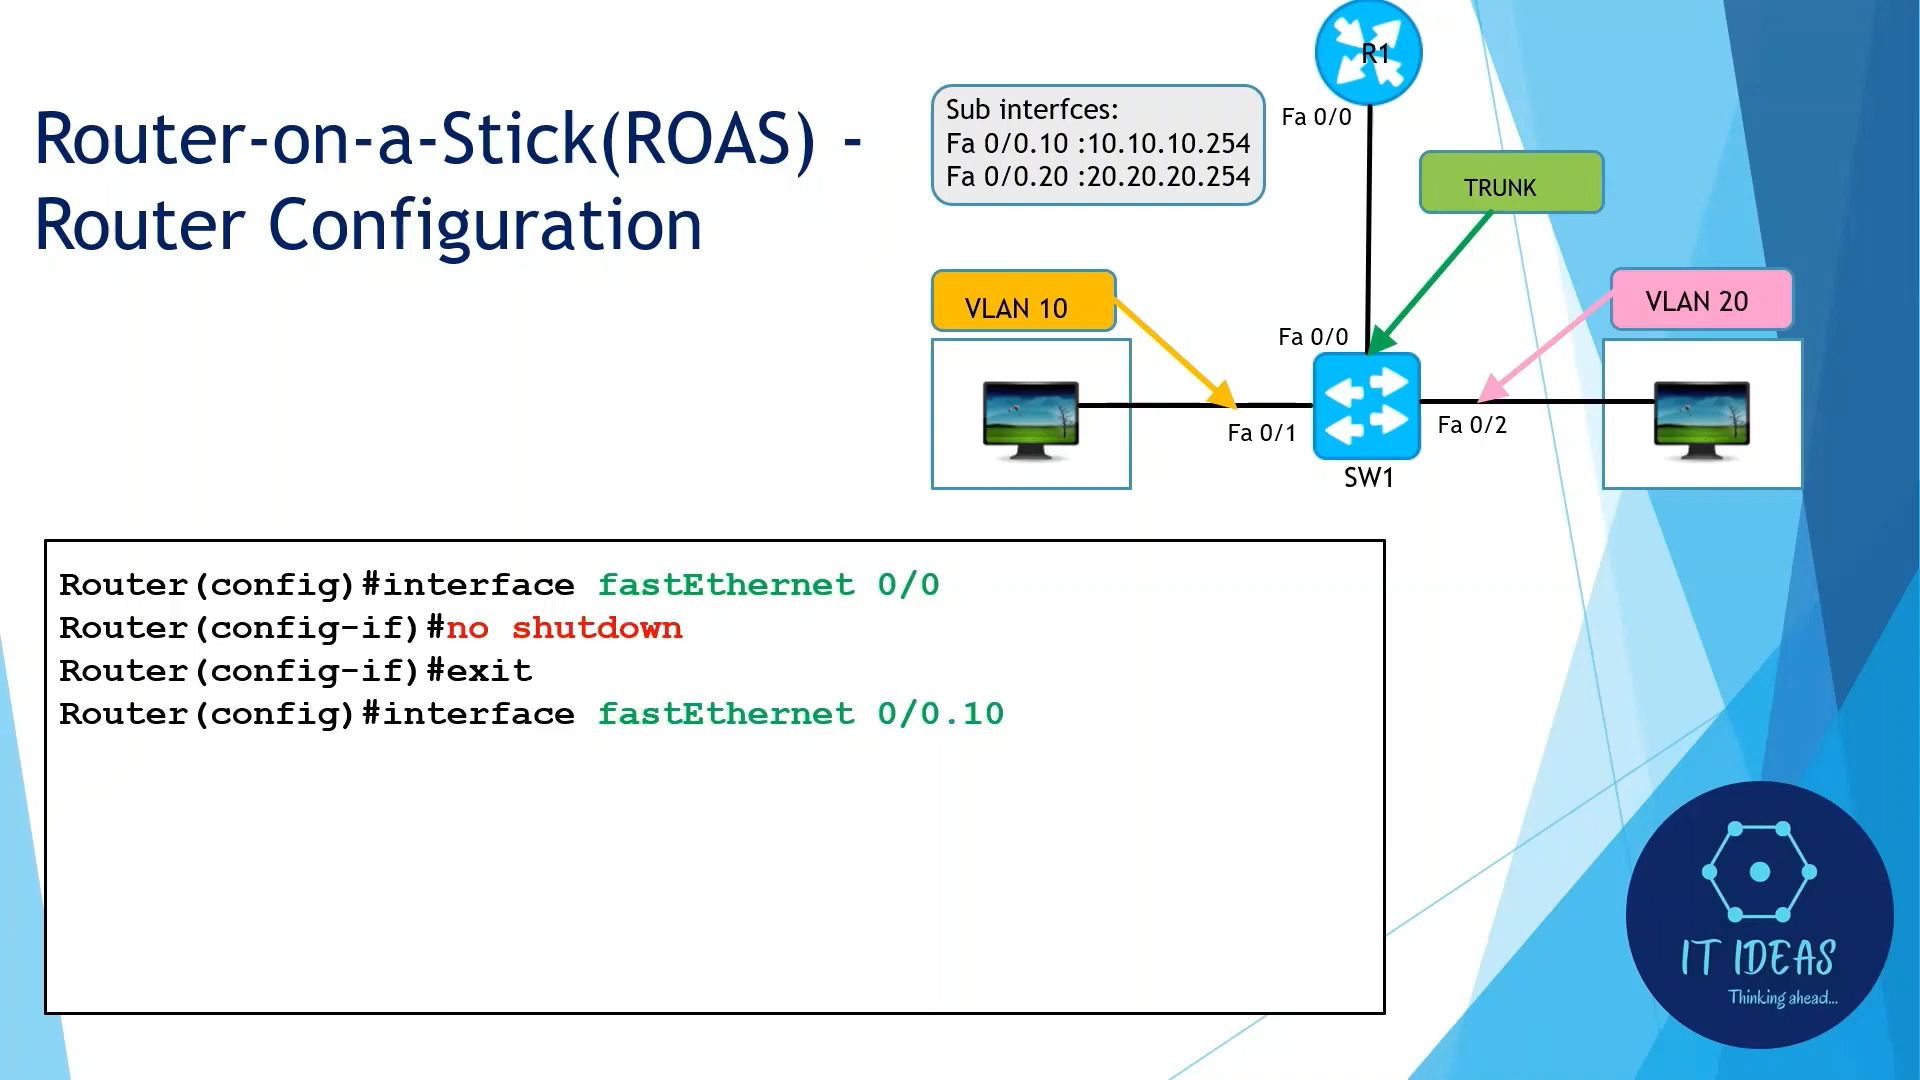 Router-on-a-Stick(ROAS) -
Router Configuration
Sub interfces:
Fa 0/0.10 :10.10.10.254
Fa 0/0.20 :20.20.20.254
R1
Fa 0/0
TRUNK
VLAN 10
VLAN 20
Fa 0/0
Fa 0/1
Fa 0/2
SW1
Router(config)#interface fastEthernet 0/0
Router(config-if)#no shutdown
Router(config-if)#exit
Router(config)#interface fastEthernet 0/0.10
IT IDEAS
Thinking ahead...